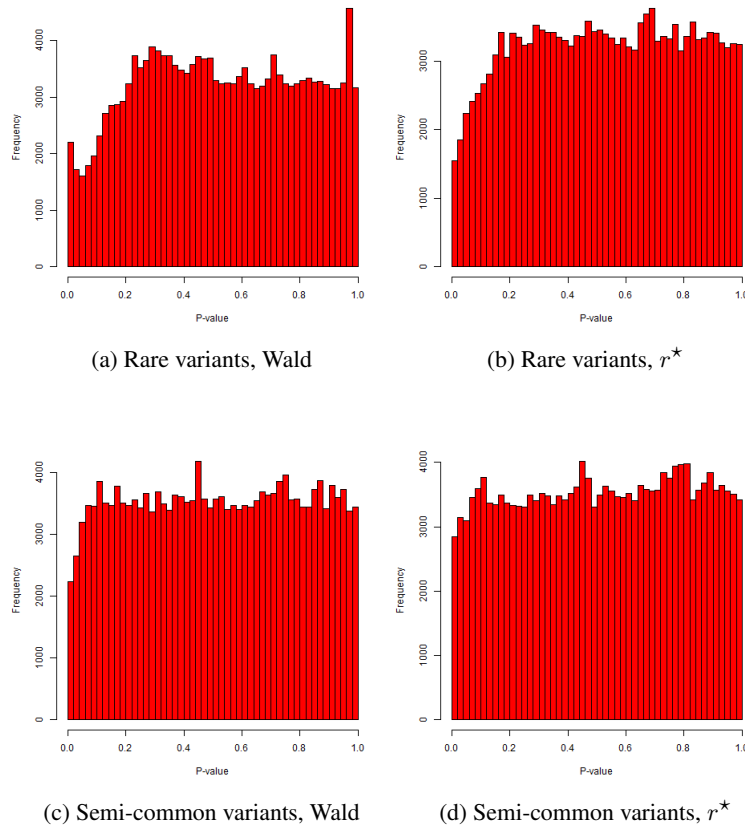 4000
3000
2000
1000
0
Frequency
0.0 0.2 0.4 0.6 0.8 1.0
P-value
(a) Rare variants, Wald
3000
2000
1000
0
Frequency
0.0 0.2 0.4 0.6 0.8 1.0
P-value
(b) Rare variants, r⋆
4000
3000
2000
1000
0
Frequency
0.0 0.2 0.4 0.6 0.8 1.0
P-value
(c) Semi-common variants, Wald
4000
3000
2000
1000
0
Frequency
0.0 0.2 0.4 0.6 0.8 1.0
P-value
(d) Semi-common variants, r⋆